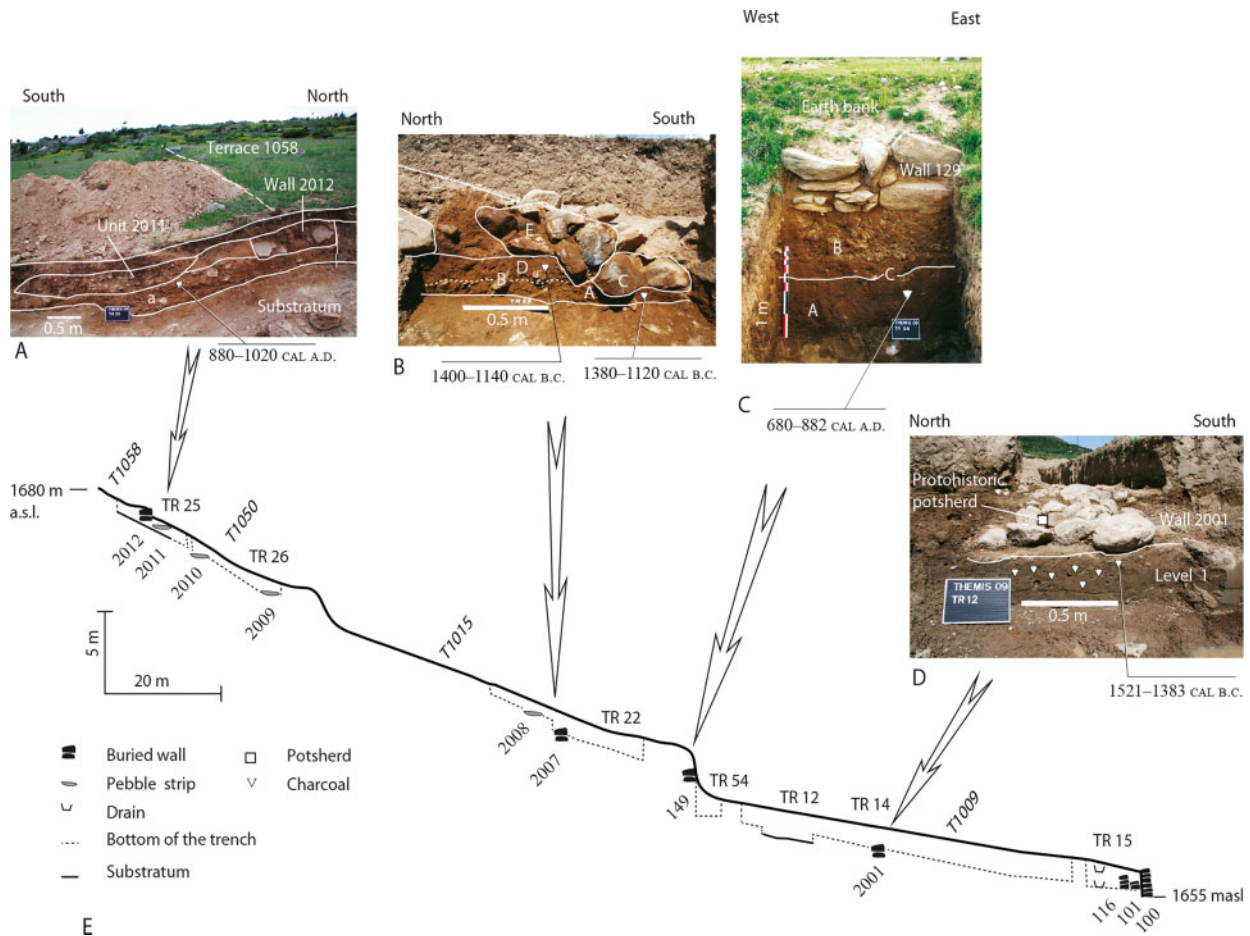 West East
South North
Terrace 1058
Wall 2012
Unit 2011
a
Substratum
0.5 m
880–1020 CAL A.D.
A
North South
E
D
B
A
C
TR 22
0.5 m
1400–1140 CAL B.C.
1380–1120 CAL B.C.
B
Earth bank
Wall 129
B
C
A
1m
THEMIS 09
680–882 CAL A.D.
C
North South
Protohistoric
potsherd
Wall 2001
Level 1
THEMIS 09
TR 12
0.5 m
1521–1383 CAL B.C.
D
1680 m
a.s.l.
T1058
TR 25
T1050
TR 26
2012
2011
2010
2009
T1015
5 m
20 m
TR 22
2008
2007
149
TR 54
TR 12
TR 14
T1009
TR 15
2001
116
101
100
1655 masl
Buried wall
Potsherd
Pebble strip
Charcoal
Drain
Bottom of the trench
Substratum
E